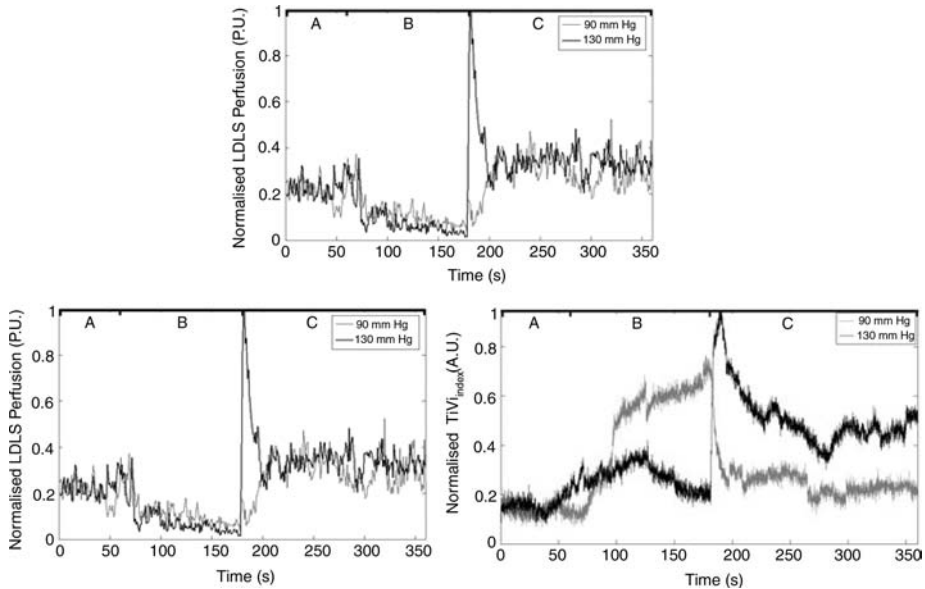 A B C
90 mm Hg
130 mm Hg
Normalised LDLS Perfusion (P.U.)
1
0.8
0.6
0.4
0.2
0
0 50 100 150 200 250 300 350
Time (s)
A B C
90 mm Hg
130 mm Hg
Normalised LDLS Perfusion (P.U.)
1
0.8
0.6
0.4
0.2
0
0 50 100 150 200 250 300 350
Time (s)
A B C
90 mm Hg
130 mm Hg
Normalised TiVi index (A.U.)
1
0.8
0.6
0.4
0.2
0
0 50 100 150 200 250 300 350
Time (s)